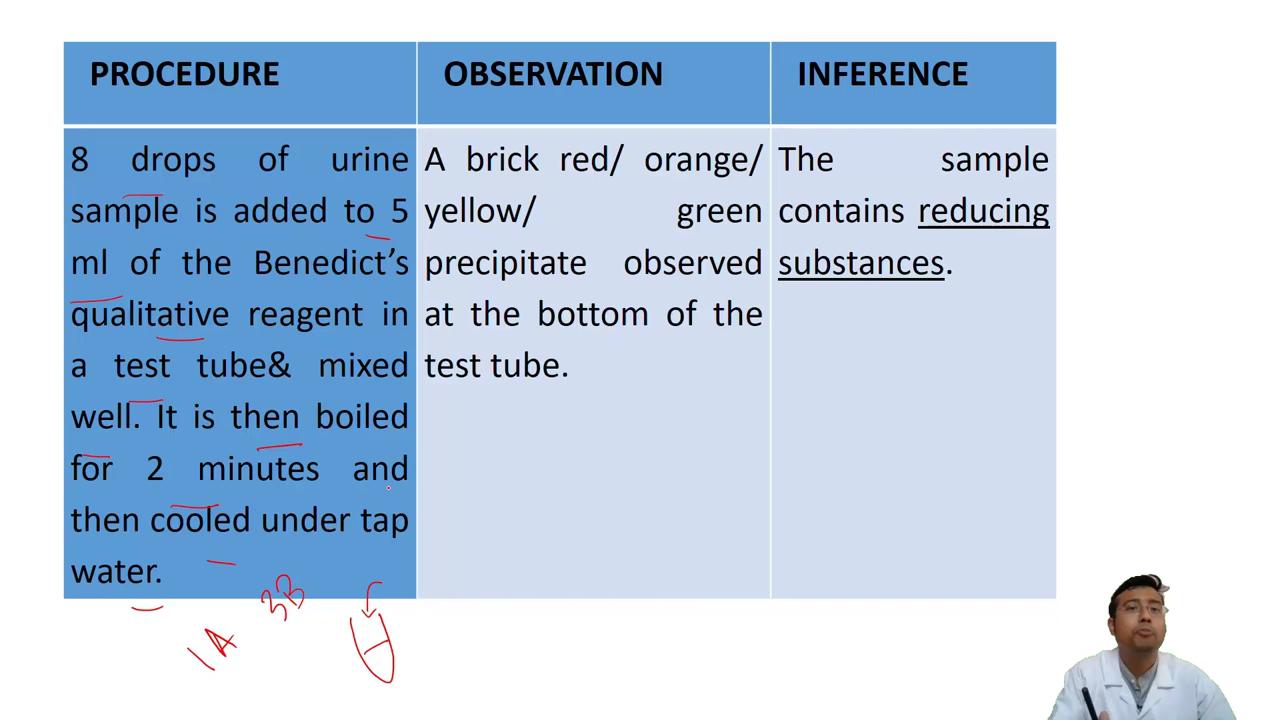 PROCEDURE
OBSERVATION
INFERENCE
8 drops of urine
sample is added to 5
ml of the Benedict’s
qualitative reagent in
a test tube& mixed
well. It is then boiled
for 2 minutes and
then cooled under tap
water.
A brick red/ orange/
yellow/ green
precipitate observed
at the bottom of the
test tube.
The sample
contains reducing
substances.
1A
3B